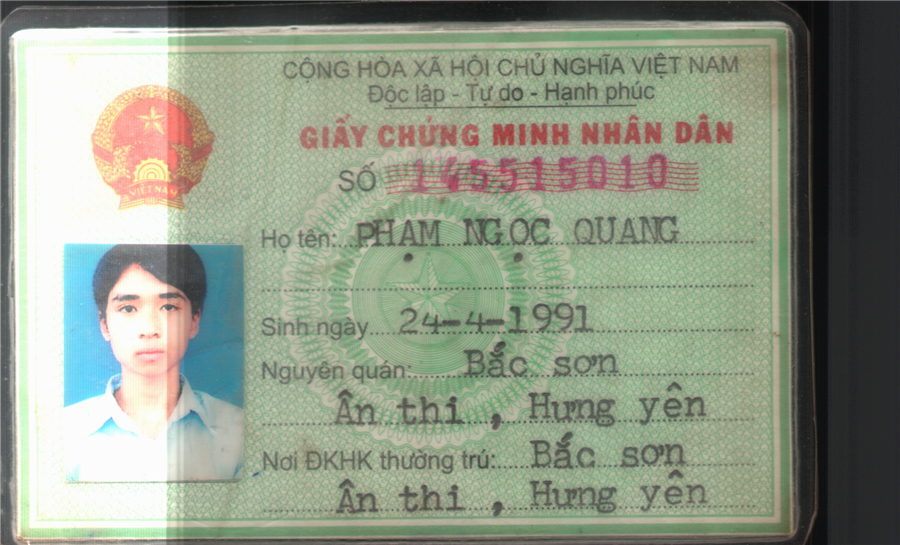 CỘNG HÒA XÃ HỘI CHỦ NGHĨA VIỆT NAM
Độc lập - Tự do - Hạnh phúc
GIẤY CHỨNG MINH NHÂN DÂN
SỐ 145515010
VIỆT NAM
Họ tên: PHẠM NGỌC QUANG
Sinh ngày 24-4-1991
Nguyên quán: Bắc sơn
Ân thi , Hưng yên
Nơi ĐKHK thường trú: Bắc sơn
Ân thi , Hưng yên